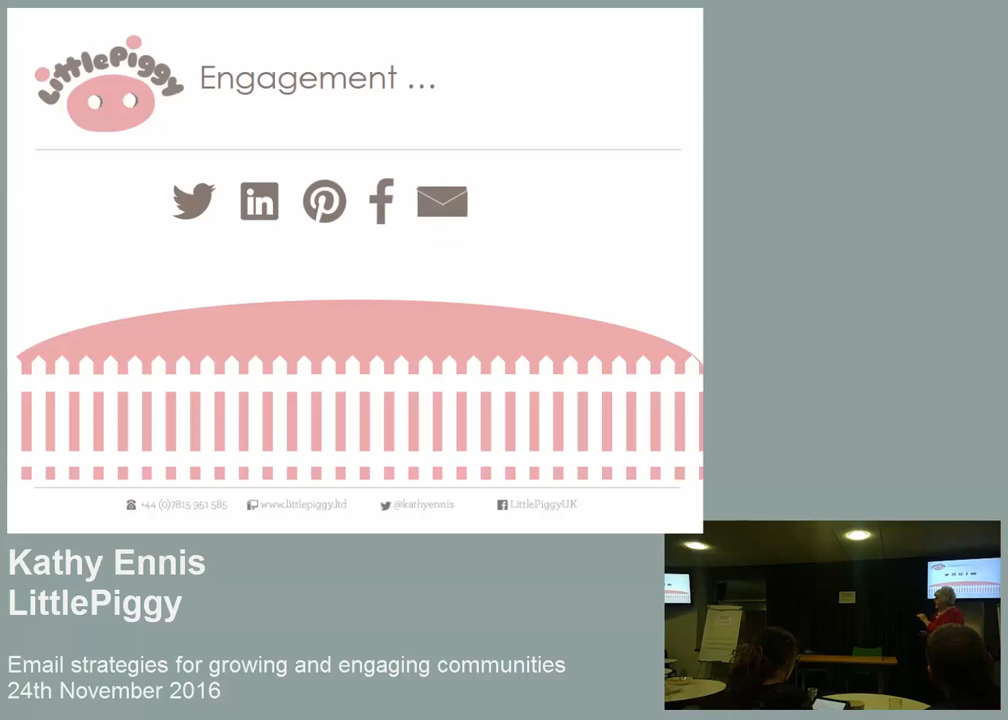 LittlePiggy
Engagement ...
in
+44 (0)7815 951 585
www.littlepiggy.ltd
@kathyennis
LittlePiggyUK
Kathy Ennis
LittlePiggy
Email strategies for growing and engaging communities
24th November 2016